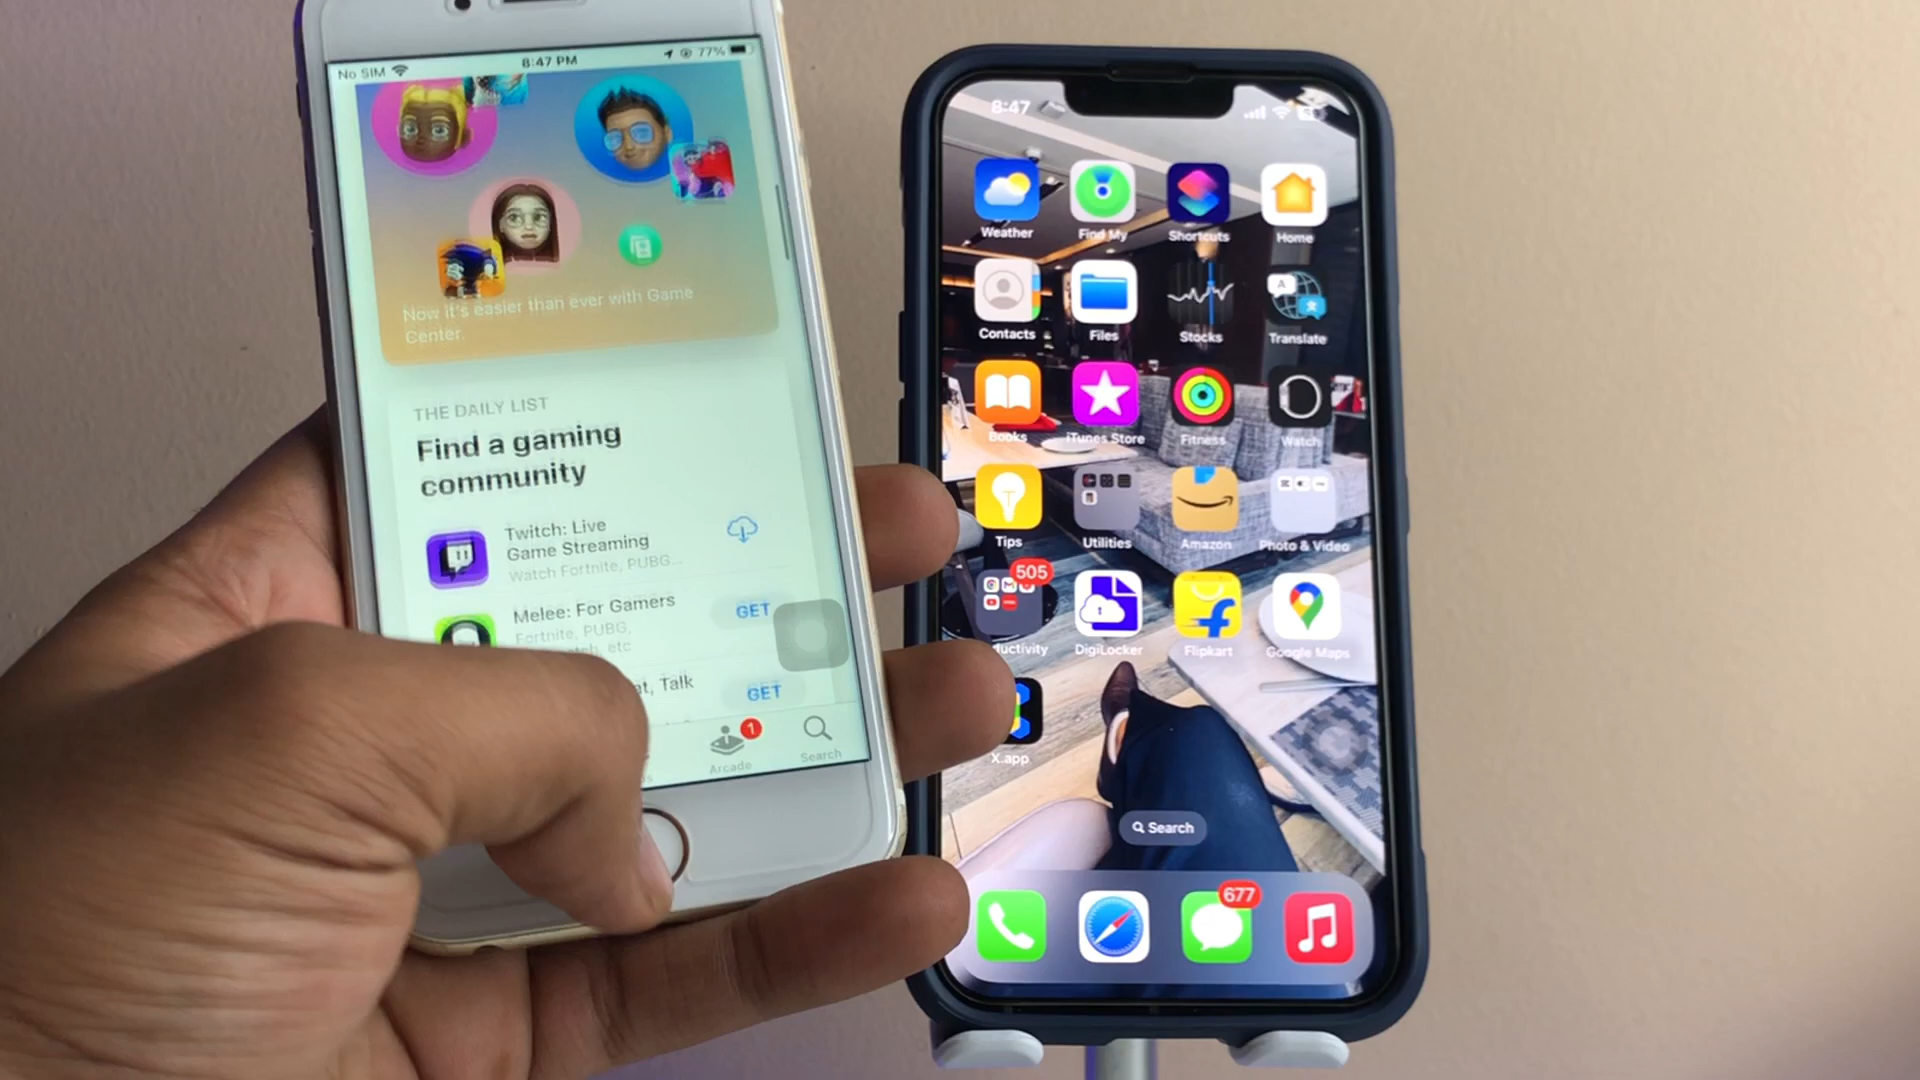 No SIM
8:47 PM
77%
Now it's easier than ever with Game
Center.
THE DAILY LIST
Find a gaming
community
Twitch: Live
Game Streaming
Watch Fortnite, PUBG...
Melee: For Gamers
GET
Fortnite, PUBG,
etc
at, Talk
GET
1
Arcade
Search
8:47
Weather
Find My
Shortcuts
Home
Contacts
Files
Stocks
A
文
Translate
Books
iTunes Store
Fitness
Watch
Tips
Utilities
Amazon
Photo & Video
505
ductivity
DigiLocker
Flipkart
Google Maps
X.app
Search
677